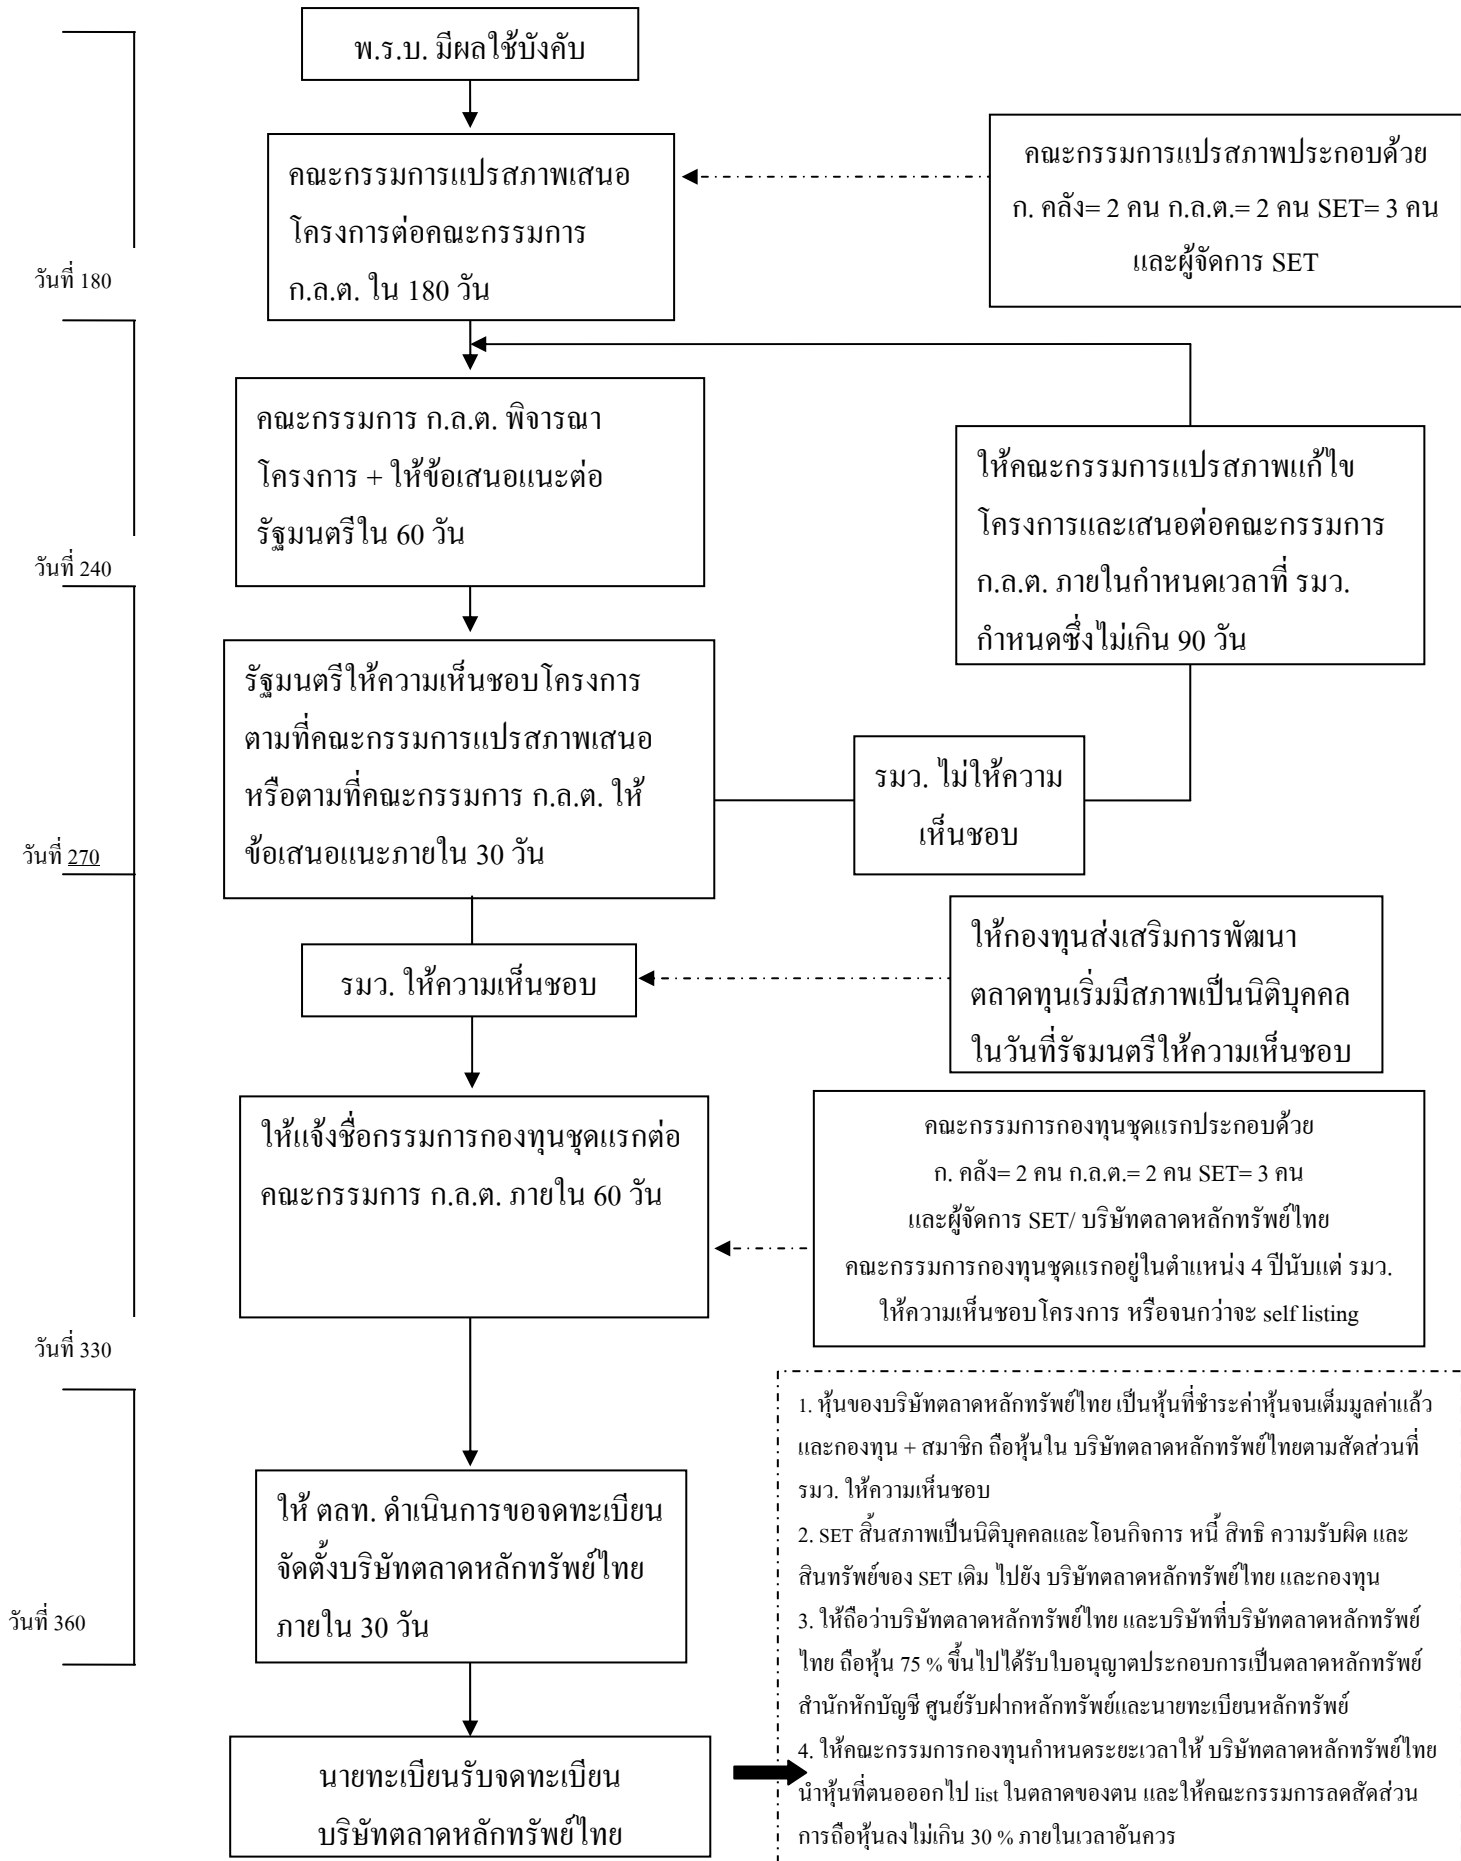 พ.ร.บ. มีผลใช้บังคับ
คณะกรรมการแปรสภาพเสนอ
โครงการต่อคณะกรรมการ
ก.ล.ต. ใน 180 วัน
คณะกรรมการแปรสภาพประกอบด้วย
ก. คลัง= 2 คน ก.ล.ต.= 2 คน SET= 3 คน
และผู้จัดการ SET
วันที่ 180
คณะกรรมการ ก.ล.ต. พิจารณา
โครงการ + ให้ข้อเสนอแนะต่อ
รัฐมนตรีใน 60 วัน
ให้คณะกรรมการแปรสภาพแก้ไข
โครงการและเสนอต่อคณะกรรมการ
ก.ล.ต. ภายในกำหนดเวลาที่ รมว.
กำหนดซึ่งไม่เกิน 90 วัน
วันที่ 240
รัฐมนตรีให้ความเห็นชอบโครงการ
ตามที่คณะกรรมการแปรสภาพเสนอ
หรือตามที่คณะกรรมการ ก.ล.ต. ให้
ข้อเสนอแนะภายใน 30 วัน
รมว. ไม่ให้ความ
เห็นชอบ
วันที่ 270
รมว. ให้ความเห็นชอบ
ให้กองทุนส่งเสริมการพัฒนา
ตลาดทุนเริ่มมีสภาพเป็นนิติบุคคล
ในวันที่รัฐมนตรีให้ความเห็นชอบ
ให้แจ้งชื่อกรรมการกองทุนชุดแรกต่อ
คณะกรรมการ ก.ล.ต. ภายใน 60 วัน
คณะกรรมการกองทุนชุดแรกประกอบด้วย
ก. คลัง= 2 คน ก.ล.ต.= 2 คน SET= 3 คน
และผู้จัดการ SET/ บริษัทตลาดหลักทรัพย์ไทย
คณะกรรมการกองทุนชุดแรกอยู่ในตำแหน่ง 4 ปีนับแต่ รมว.
ให้ความเห็นชอบโครงการ หรือจนกว่าจะ self listing
วันที่ 330
ให้ ตลท. ดำเนินการขอจดทะเบียน
จัดตั้งบริษัทตลาดหลักทรัพย์ไทย
ภายใน 30 วัน
วันที่ 360
นายทะเบียนรับจดทะเบียน
บริษัทตลาดหลักทรัพย์ไทย
1. หุ้นของบริษัทตลาดหลักทรัพย์ไทย เป็นหุ้นที่ชำระค่าหุ้นจนเต็มมูลค่าแล้ว
และกองทุน + สมาชิก ถือหุ้นใน บริษัทตลาดหลักทรัพย์ไทยตามสัดส่วนที่
รมว. ให้ความเห็นชอบ
2. SET สิ้นสภาพเป็นนิติบุคคลและโอนกิจการ หนี้ สิทธิ ความรับผิด และ
สินทรัพย์ของ SET เดิม ไปยัง บริษัทตลาดหลักทรัพย์ไทย และกองทุน
3. ให้ถือว่าบริษัทตลาดหลักทรัพย์ไทย และบริษัทที่บริษัทตลาดหลักทรัพย์
ไทย ถือหุ้น 75 % ขึ้นไปได้รับใบอนุญาตประกอบการเป็นตลาดหลักทรัพย์
สำนักหักบัญชี ศูนย์รับฝากหลักทรัพย์และนายทะเบียนหลักทรัพย์
4. ให้คณะกรรมการกองทุนกำหนดระยะเวลาให้ บริษัทตลาดหลักทรัพย์ไทย
นำหุ้นที่ตนอออกไป list ในตลาดของตน และให้คณะกรรมการลดสัดส่วน
การถือหุ้นลงไม่เกิน 30 % ภายในเวลาอันควร